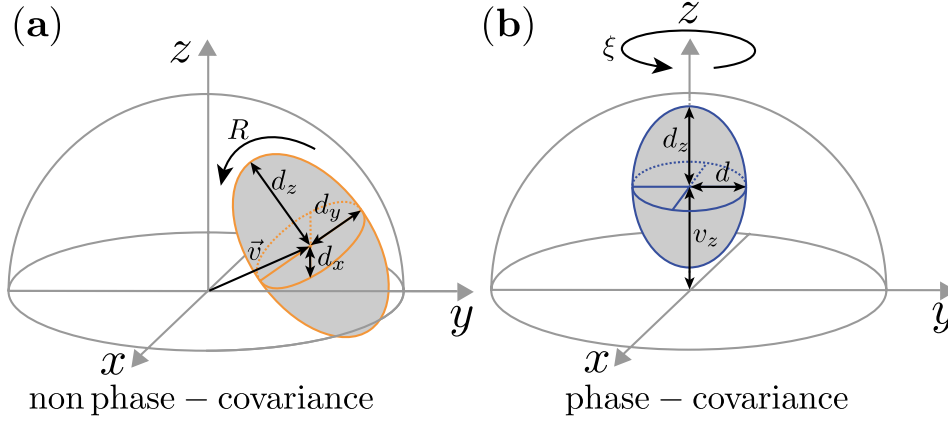 (a)
z
R
d_z
d_y
v⃗
d_x
y
x
non phase − covariance
(b)
z
ξ
d_z
d
v_z
y
x
phase − covariance